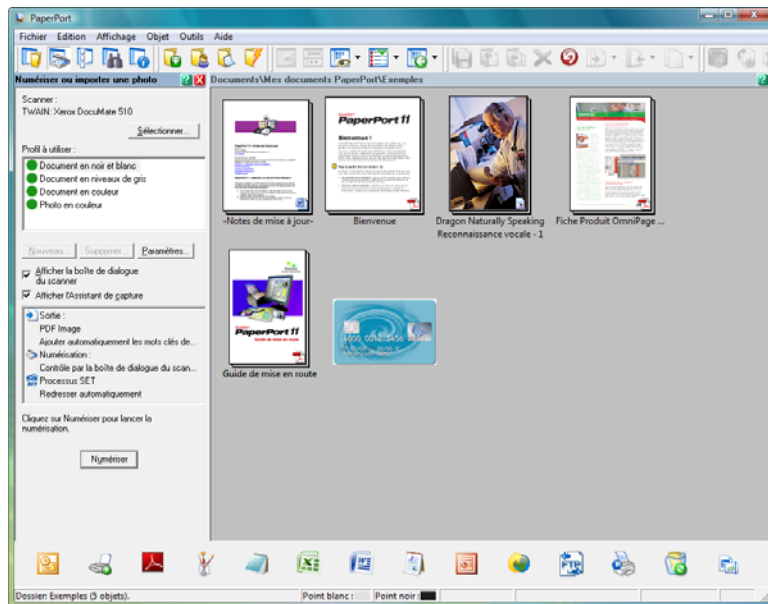 PaperPort
Fichier Edition Affichage Objet Outils Aide
Numériser ou importer une photo
Documents\Mes documents PaperPort\Exemples
Scanner :
TWAIN: Xerox DocuMate 510
Sélectionner...
Profil à utiliser :
Document en noir et blanc
Document en niveaux de gris
Document en couleur
Photo en couleur
Nouveau... Supprimer... Paramètres...
Afficher la boîte de dialogue
du scanner
Afficher l'Assistant de capture
Sortie :
PDF Image
Ajouter automatiquement les mots clés de...
Numérisation :
Contrôle par la boîte de dialogue du scan...
Processus SET
Redresser automatiquement
Cliquez sur Numériser pour lancer la
numérisation.
Numériser
PaperPort 11
Bienvenue !
-Notes de mise à jour-
Bienvenue
Dragon Naturally Speaking
Reconnaissance vocale - 1
Fiche Produit OmniPage ...
PaperPort 11
Guide de mise en route
Guide de mise en route
FTP
Dossier: Exemples (5 objets).
Point blanc :
Point noir :